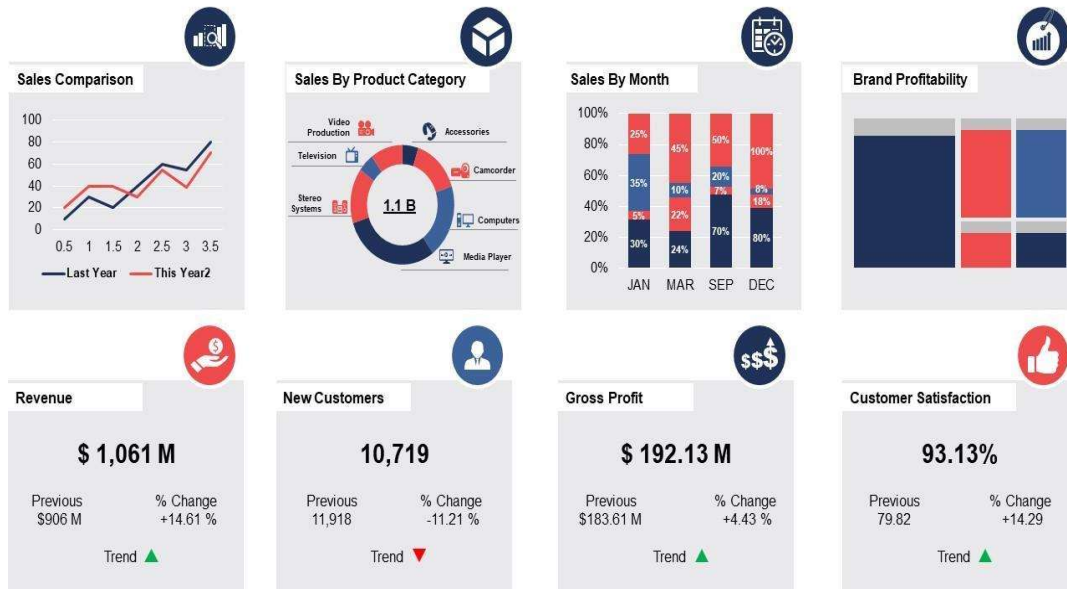 Sales Comparison
100
80
60
40
20
0
0.5 1 1.5 2 2.5 3 3.5
Last Year This Year2
Sales By Product Category
Video
Production
Accessories
Television
Camcorder
Stereo
Systems
1.1 B
Computers
Media Player
Sales By Month
100%
80%
60%
40%
20%
0%
25% 45% 50% 100%
35% 10% 20% 8%
5% 22% 7% 18%
30% 24% 70% 80%
JAN MAR SEP DEC
Brand Profitability
Revenue
$ 1,061 M
Previous % Change
$906 M +14.61 %
Trend
New Customers
10,719
Previous % Change
11,918 -11.21 %
Trend
$$$
Gross Profit
$ 192.13 M
Previous % Change
$183.61 M +4.43 %
Trend
Customer Satisfaction
93.13%
Previous % Change
79.82 +14.29
Trend